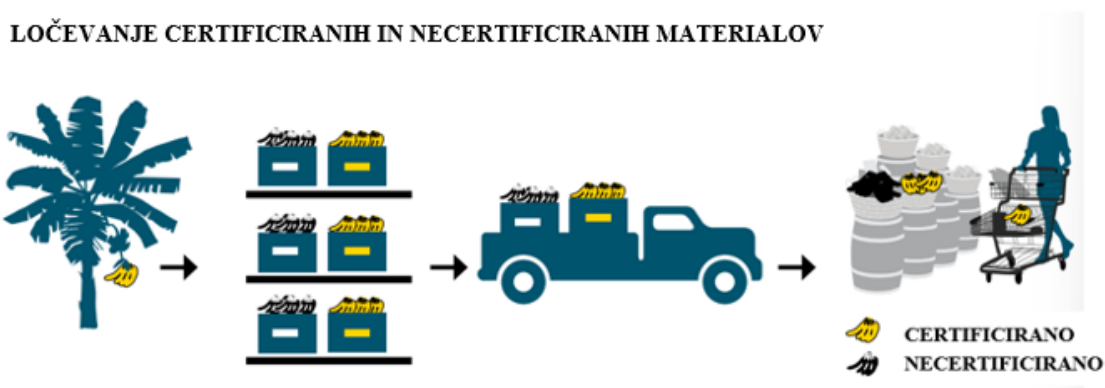 LOČEVANJE CERTIFICIRANIH IN NECERTIFICIRANIH MATERIALOV
CERTIFICIRANO
NECERTIFICIRANO